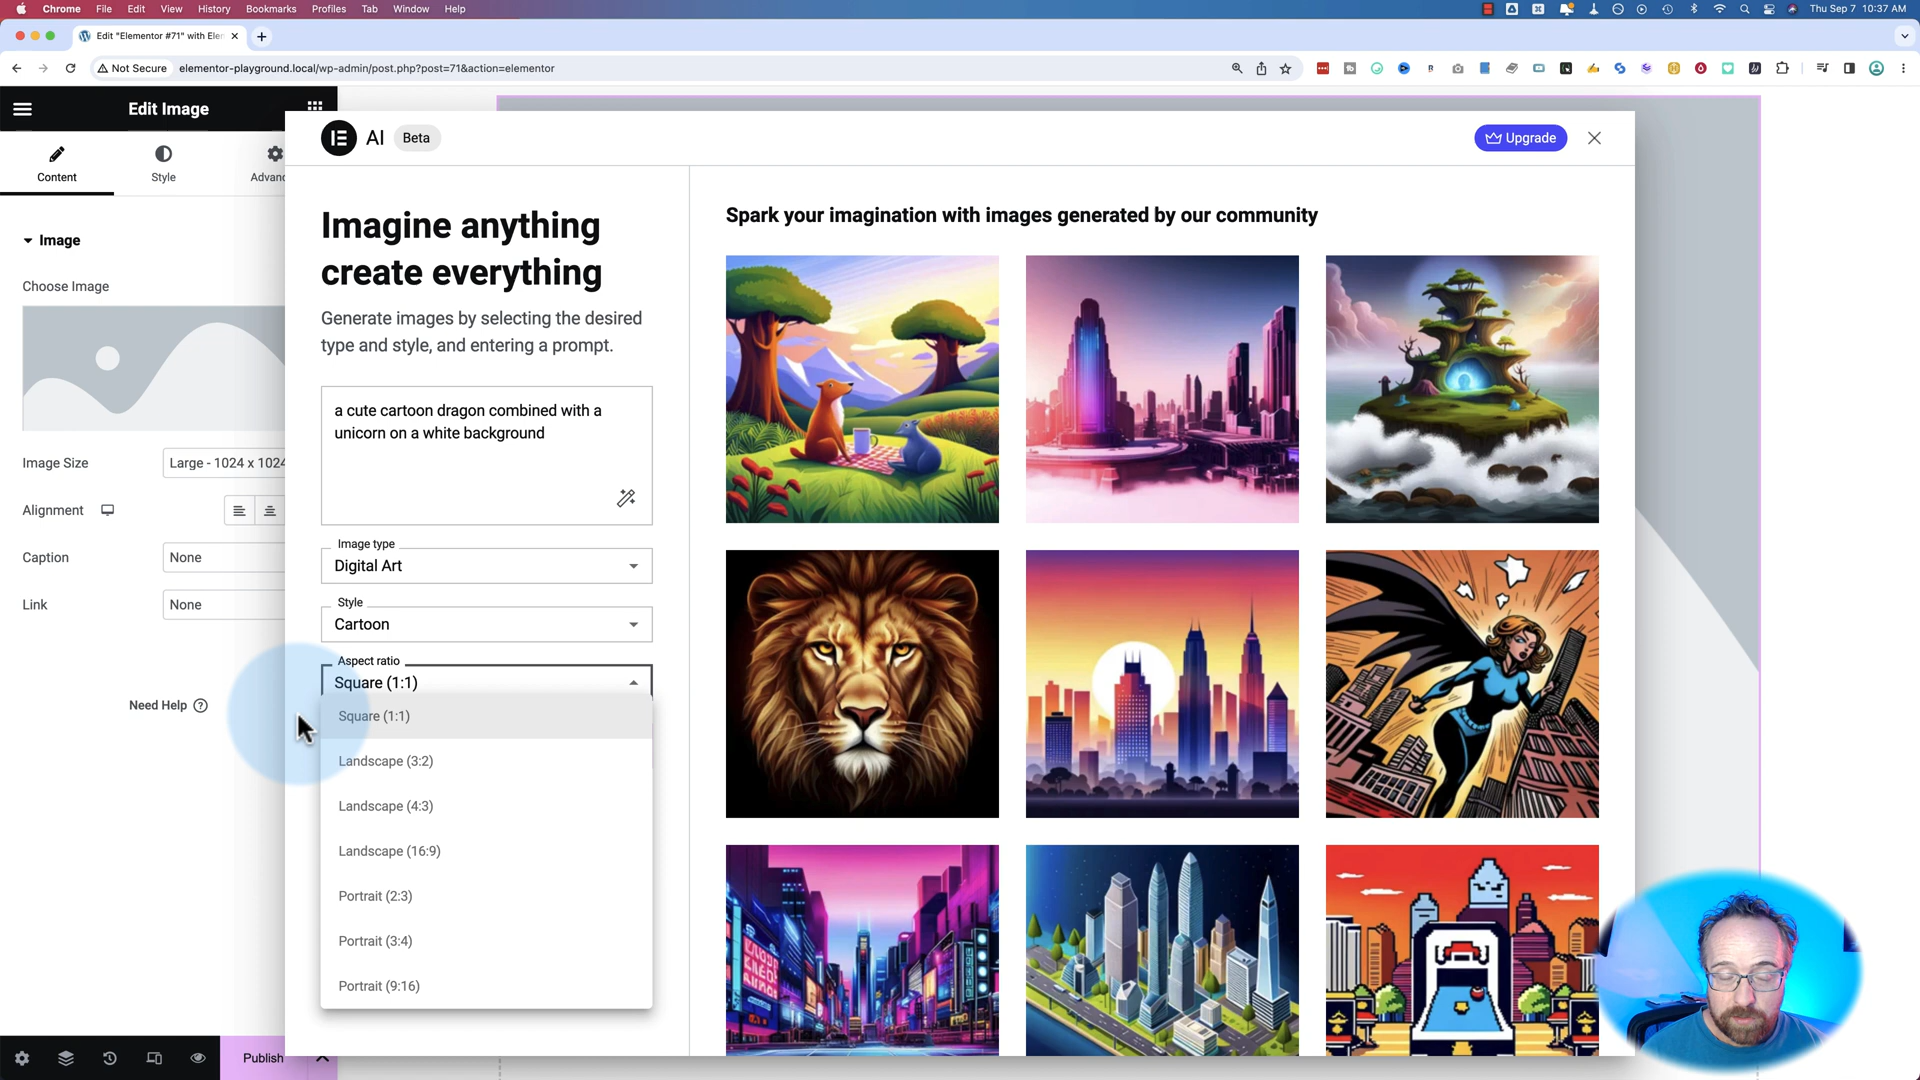 Chrome File Edit View History Bookmarks Profiles Tab Window Help
Thu Sep 7 10:37 AM
Edit "Elementor #71" with Elem
Not Secure elementor-playground.local/wp-admin/post.php?post=71&action=elementor
Edit Image
Content Style Advanc
Image
Choose Image
Image Size Large - 1024 x 1024
Alignment
Caption None
Link None
Need Help
Publish
AI Beta
Upgrade
Imagine anything
create everything
Generate images by selecting the desired
type and style, and entering a prompt.
a cute cartoon dragon combined with a
unicorn on a white background
Image type
Digital Art
Style
Cartoon
Aspect ratio
Square (1:1)
Square (1:1)
Landscape (3:2)
Landscape (4:3)
Landscape (16:9)
Portrait (2:3)
Portrait (3:4)
Portrait (9:16)
Spark your imagination with images generated by our community